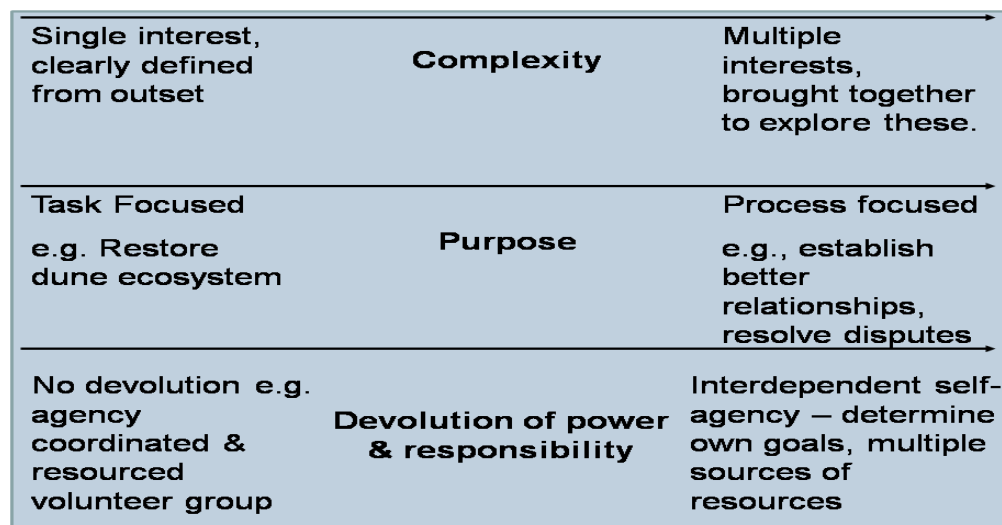 Single interest,
clearly defined
from outset
Complexity
Multiple
interests,
brought together
to explore these.
Task Focused
e.g. Restore
dune ecosystem
Purpose
Process focused
e.g., establish
better
relationships,
resolve disputes
No devolution e.g.
agency
coordinated &
resourced
volunteer group
Devolution of power
& responsibility
Interdependent self-
agency – determine
own goals, multiple
sources of
resources